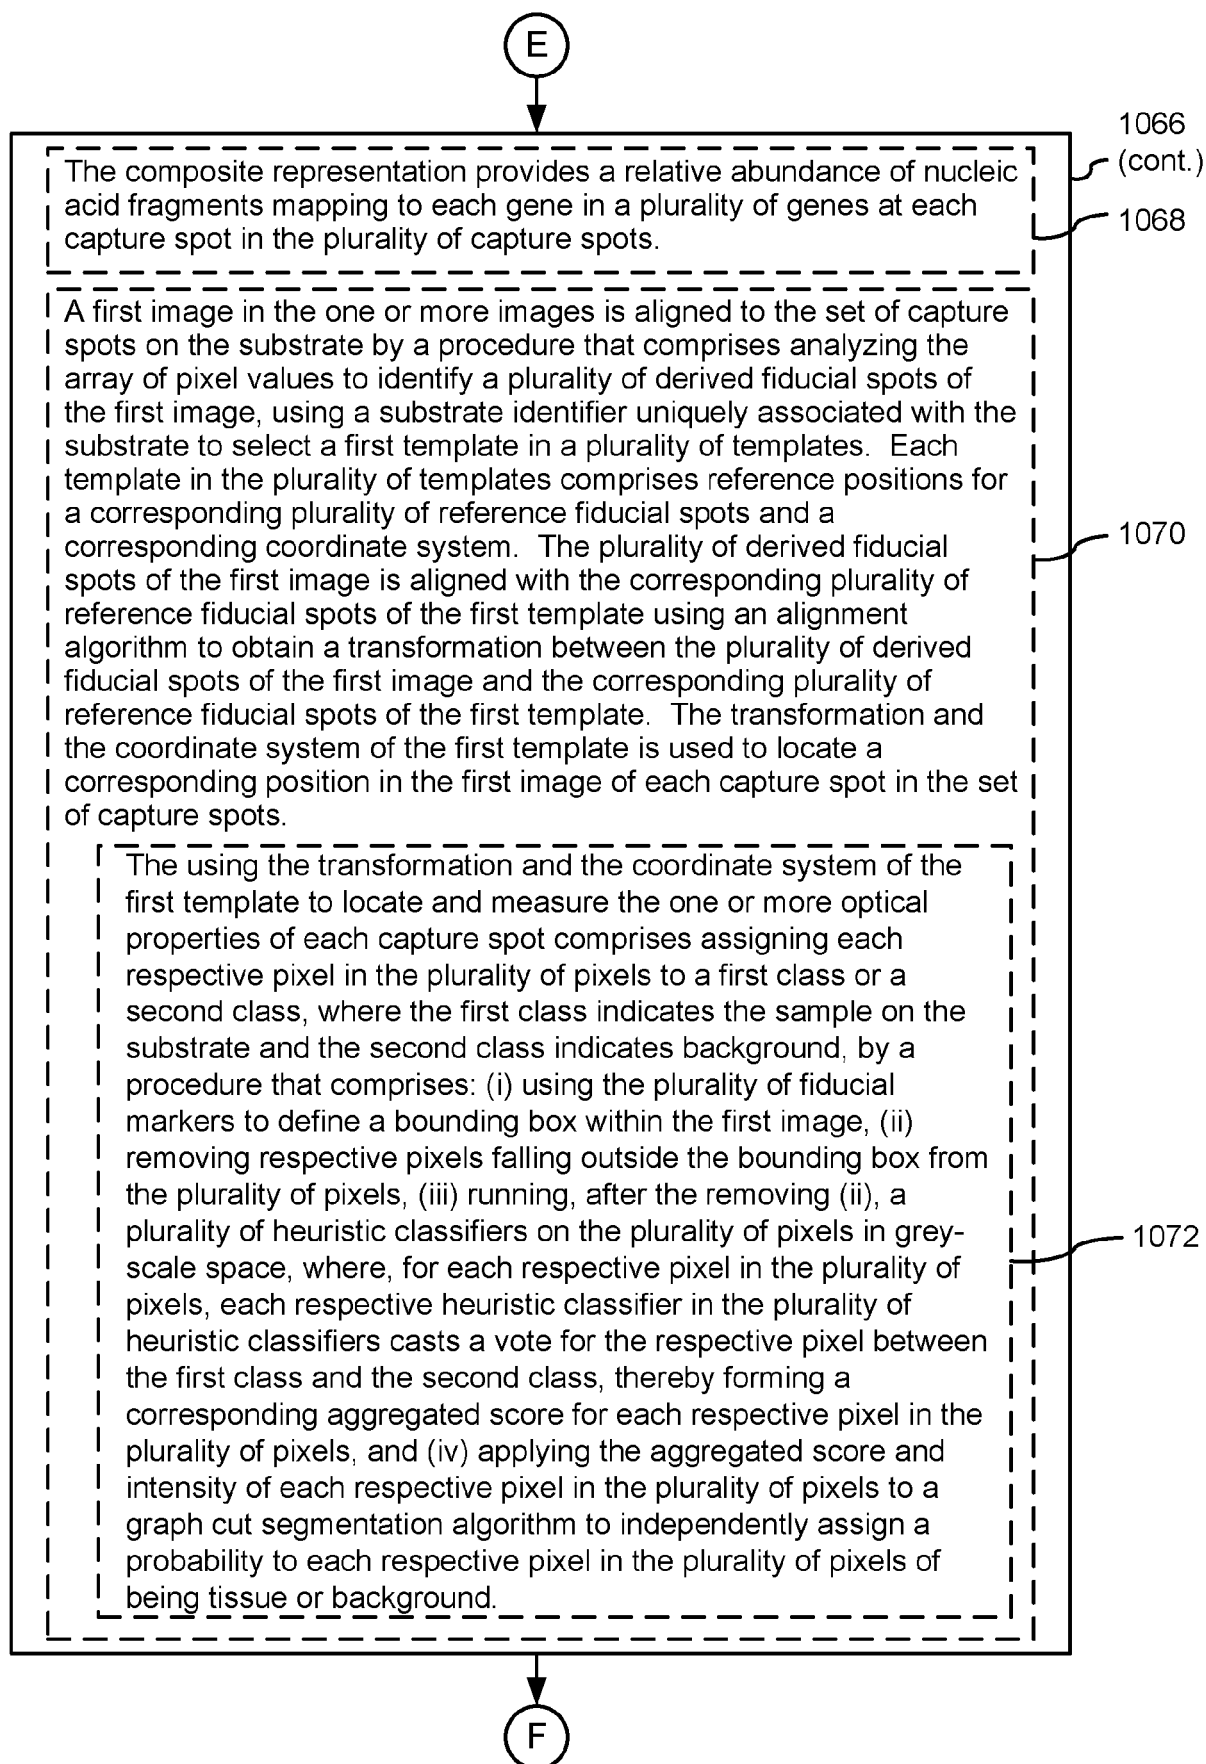 E
1066
(cont.)
The composite representation provides a relative abundance of nucleic
acid fragments mapping to each gene in a plurality of genes at each
capture spot in the plurality of capture spots.
1068
A first image in the one or more images is aligned to the set of capture
spots on the substrate by a procedure that comprises analyzing the
array of pixel values to identify a plurality of derived fiducial spots of
the first image, using a substrate identifier uniquely associated with the
substrate to select a first template in a plurality of templates.  Each
template in the plurality of templates comprises reference positions for
a corresponding plurality of reference fiducial spots and a
corresponding coordinate system.  The plurality of derived fiducial
spots of the first image is aligned with the corresponding plurality of
reference fiducial spots of the first template using an alignment
algorithm to obtain a transformation between the plurality of derived
fiducial spots of the first image and the corresponding plurality of
reference fiducial spots of the first template.  The transformation and
the coordinate system of the first template is used to locate a
corresponding position in the first image of each capture spot in the set
of capture spots.
1070
The using the transformation and the coordinate system of the
first template to locate and measure the one or more optical
properties of each capture spot comprises assigning each
respective pixel in the plurality of pixels to a first class or a
second class, where the first class indicates the sample on the
substrate and the second class indicates background, by a
procedure that comprises: (i) using the plurality of fiducial
markers to define a bounding box within the first image, (ii)
removing respective pixels falling outside the bounding box from
the plurality of pixels, (iii) running, after the removing (ii), a
plurality of heuristic classifiers on the plurality of pixels in grey-
scale space, where, for each respective pixel in the plurality of
pixels, each respective heuristic classifier in the plurality of
heuristic classifiers casts a vote for the respective pixel between
the first class and the second class, thereby forming a
corresponding aggregated score for each respective pixel in the
plurality of pixels, and (iv) applying the aggregated score and
intensity of each respective pixel in the plurality of pixels to a
graph cut segmentation algorithm to independently assign a
probability to each respective pixel in the plurality of pixels of
being tissue or background.
1072
F